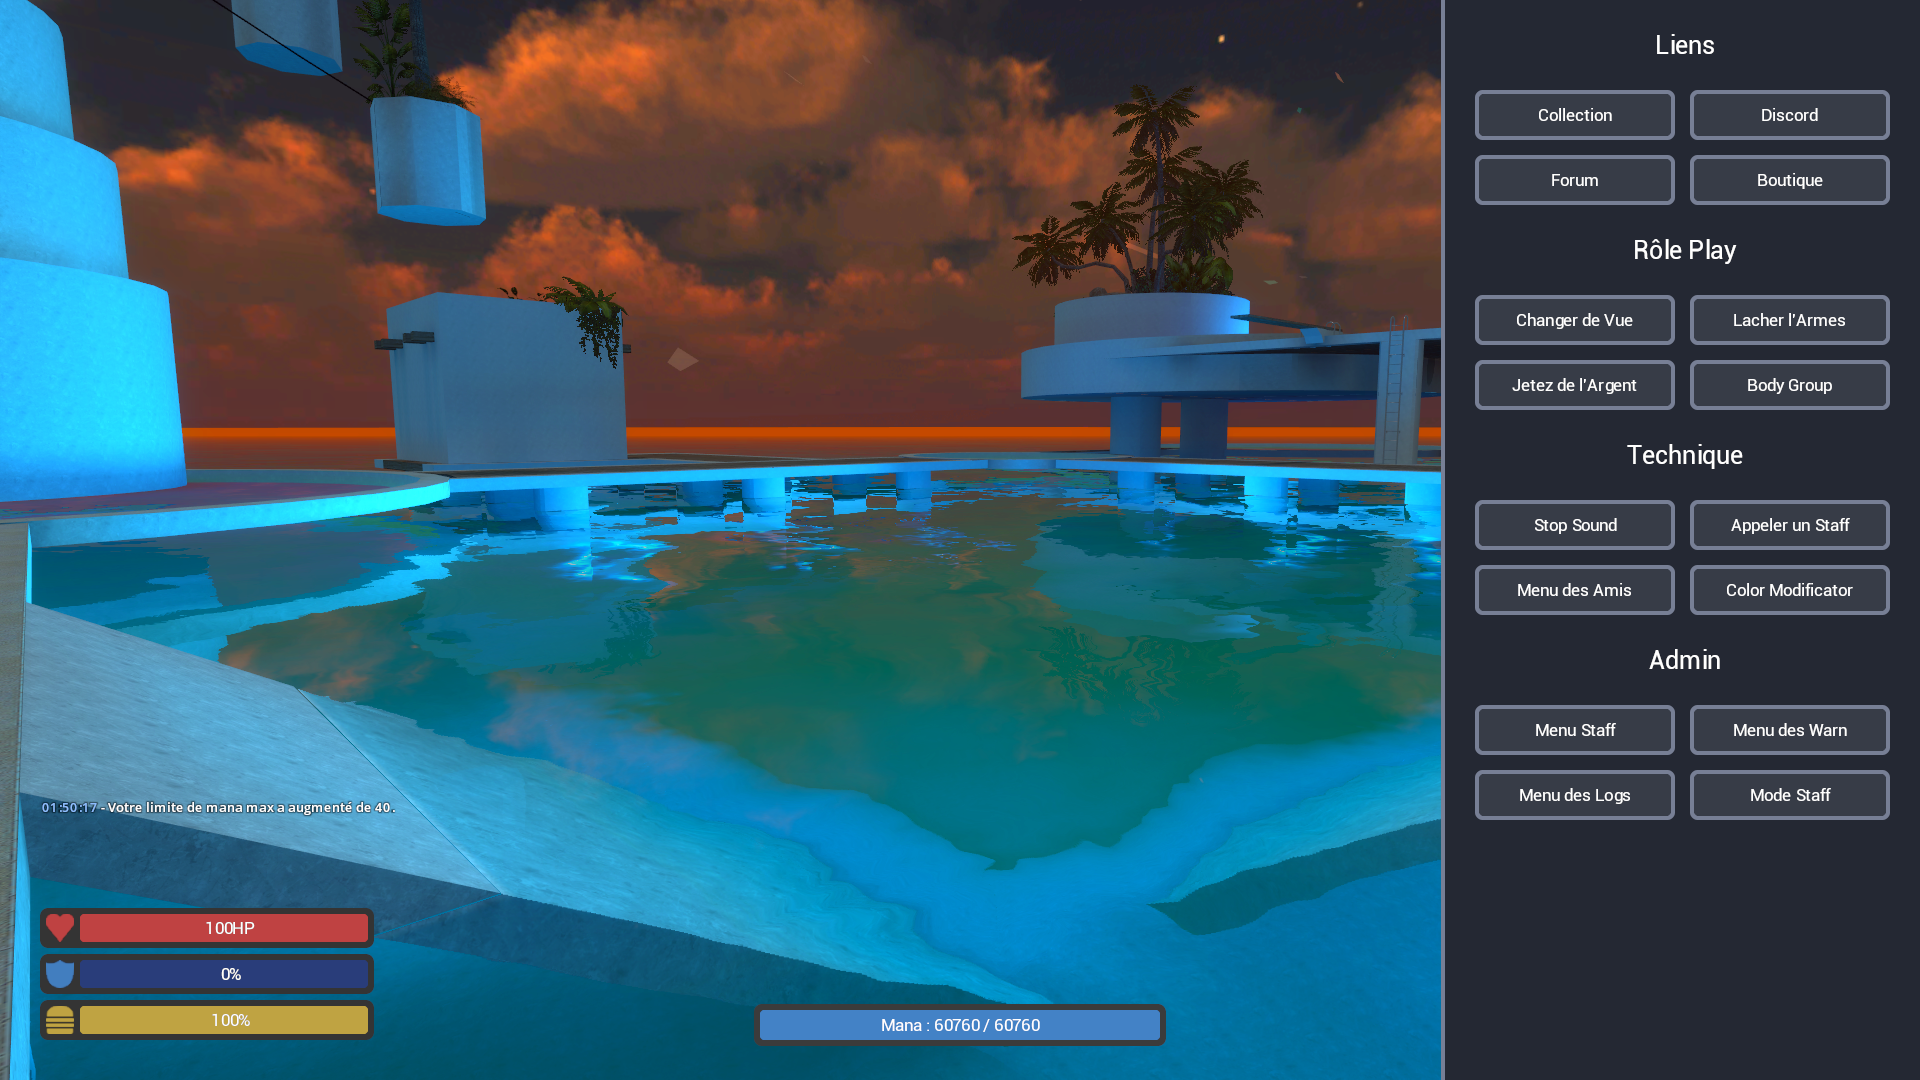 Liens
Collection
Discord
Forum
Boutique
Rôle Play
Changer de Vue
Lacher l'Armes
Jetez de l'Argent
Body Group
Technique
Stop Sound
Appeler un Staff
Menu des Amis
Color Modificator
Admin
Menu Staff
Menu des Warn
Menu des Logs
Mode Staff
01:50:17 - Votre limite de mana max a augmenté de 40.
100HP
0%
100%
Mana : 60760 / 60760